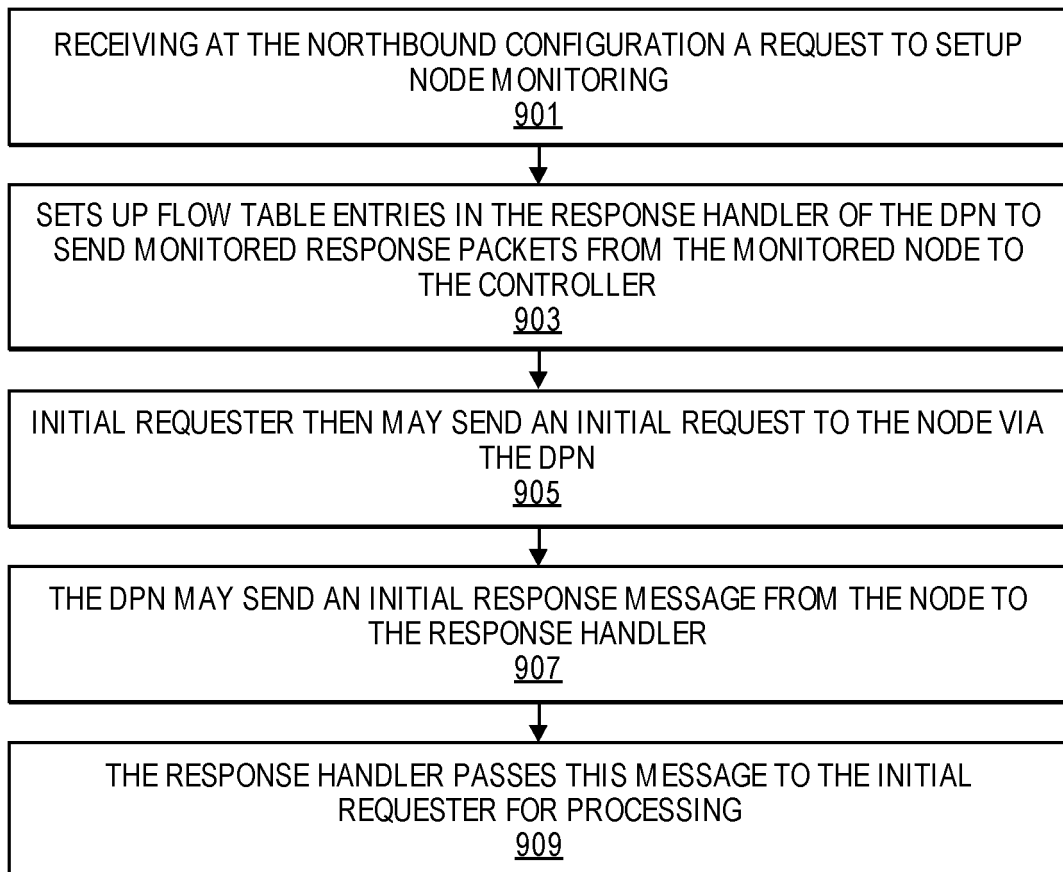 RECEIVING AT THE NORTHBOUND CONFIGURATION A REQUEST TO SETUP
NODE MONITORING
901
SETS UP FLOW TABLE ENTRIES IN THE RESPONSE HANDLER OF THE DPN TO
SEND MONITORED RESPONSE PACKETS FROM THE MONITORED NODE TO
THE CONTROLLER
903
INITIAL REQUESTER THEN MAY SEND AN INITIAL REQUEST TO THE NODE VIA
THE DPN
905
THE DPN MAY SEND AN INITIAL RESPONSE MESSAGE FROM THE NODE TO
THE RESPONSE HANDLER
907
THE RESPONSE HANDLER PASSES THIS MESSAGE TO THE INITIAL
REQUESTER FOR PROCESSING
909